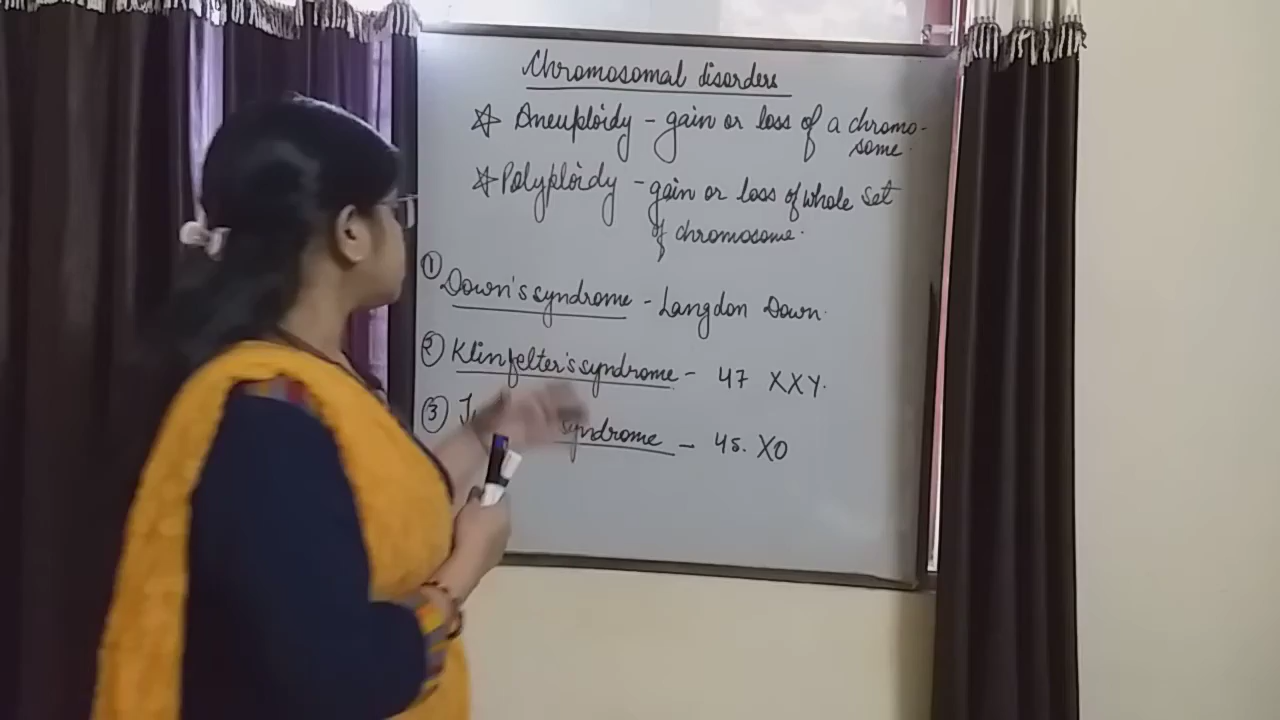 Chromosomal disorders
☆ Aneuploidy - gain or loss of a chromo-
some.
☆ Polyploidy - gain or loss of whole set
of chromosome.
① Down's syndrome - Langdon Down.
② Klinfelter's syndrome - 47 XXY.
③ syndrome - 45. XO